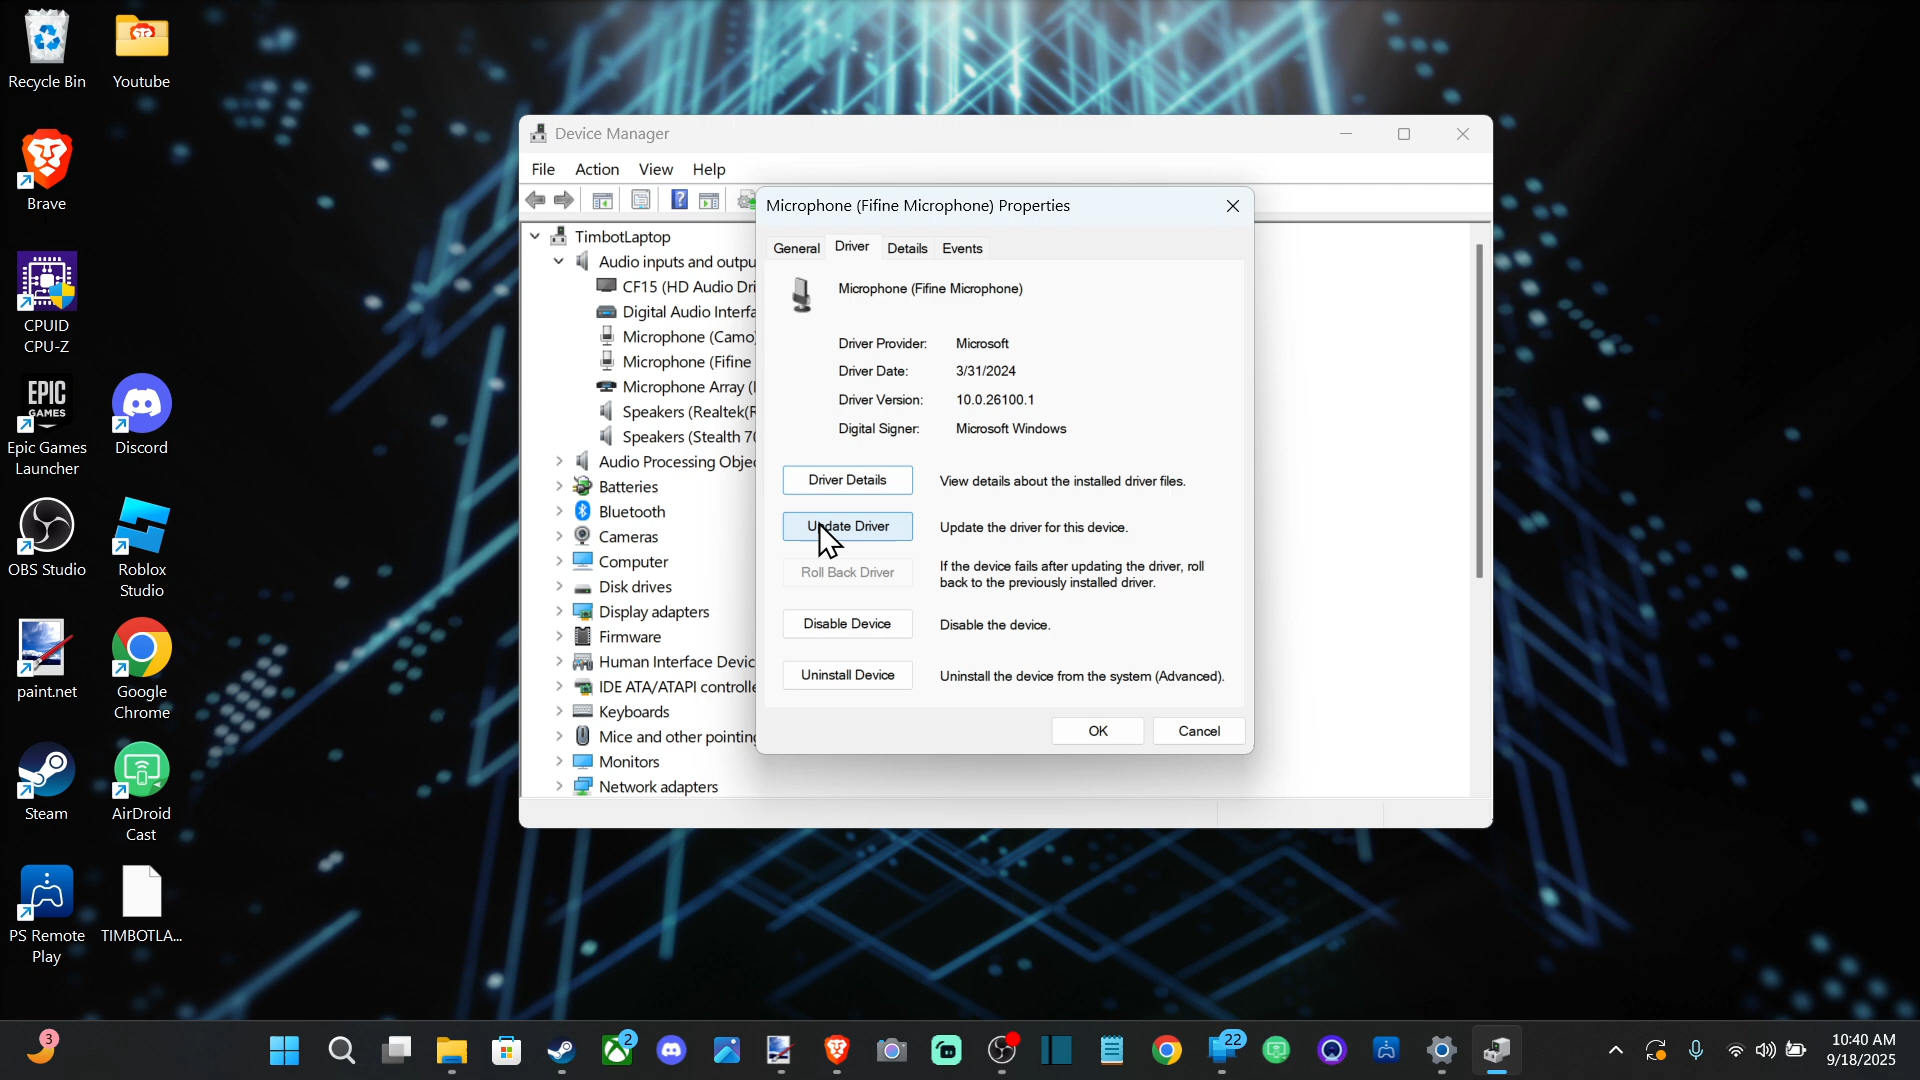 Recycle Bin
Youtube
Brave
CPUID
CPU-Z
EPIC
GAMES
Epic Games
Launcher
Discord
OBS Studio
Roblox
Studio
paint.net
Google
Chrome
Steam
AirDroid
Cast
PS Remote
Play
TIMBOTLA...
Device Manager
File Action View Help
TimbotLaptop
Audio inputs and outpu
CF15 (HD Audio Dri
Digital Audio Interfa
Microphone (Camo
Microphone (Fifine
Microphone Array (
Speakers (Realtek(R
Speakers (Stealth 70
Audio Processing Objec
Batteries
Bluetooth
Cameras
Computer
Disk drives
Display adapters
Firmware
Human Interface Devic
IDE ATA/ATAPI controlle
Keyboards
Mice and other pointing
Monitors
Network adapters
Microphone (Fifine Microphone) Properties
General Driver Details Events
Microphone (Fifine Microphone)
Driver Provider: Microsoft
Driver Date: 3/31/2024
Driver Version: 10.0.26100.1
Digital Signer: Microsoft Windows
Driver Details View details about the installed driver files.
Update Driver Update the driver for this device.
Roll Back Driver If the device fails after updating the driver, roll
back to the previously installed driver.
Disable Device Disable the device.
Uninstall Device Uninstall the device from the system (Advanced).
OK Cancel
3
2
22
10:40 AM
9/18/2025